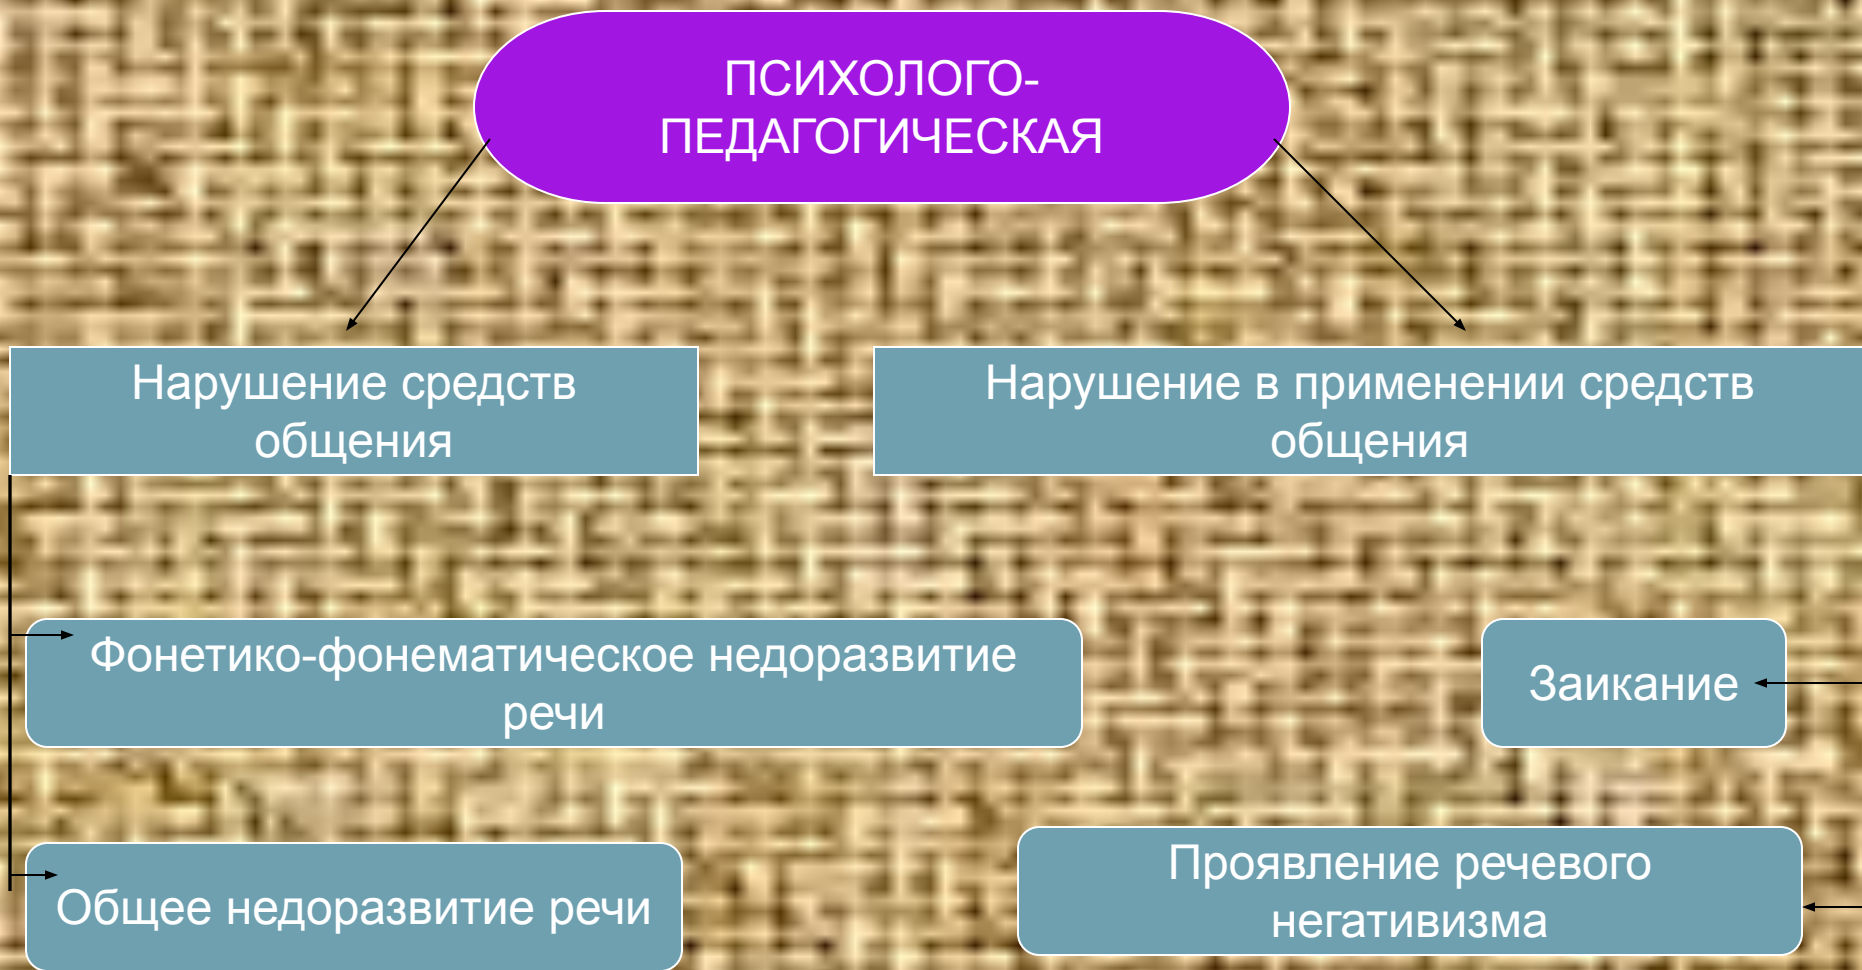 ПСИХОЛОГО-
ПЕДАГОГИЧЕСКАЯ
Нарушение средств
общения
Нарушение в применении средств
общения
Фонетико-фонематическое недоразвитие
речи
Заикание
Общее недоразвитие речи
Проявление речевого
негативизма